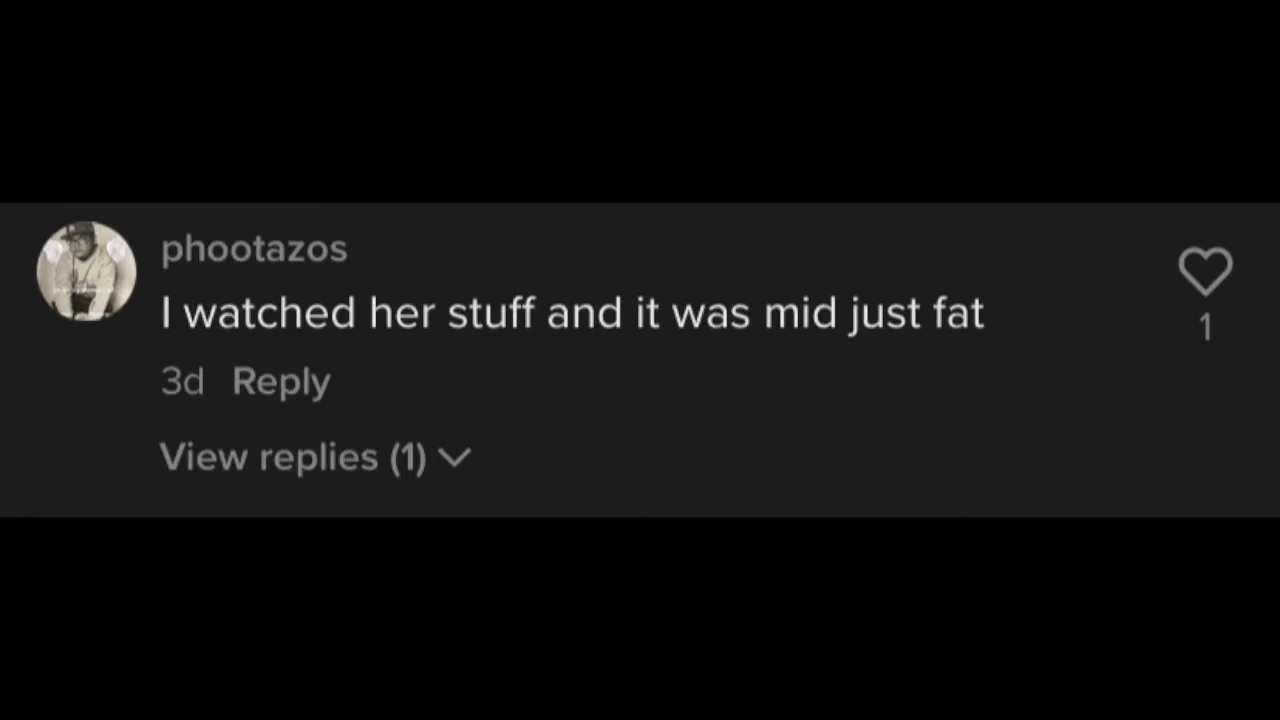 phootazos
I watched her stuff and it was mid just fat
1
3d Reply
View replies (1)